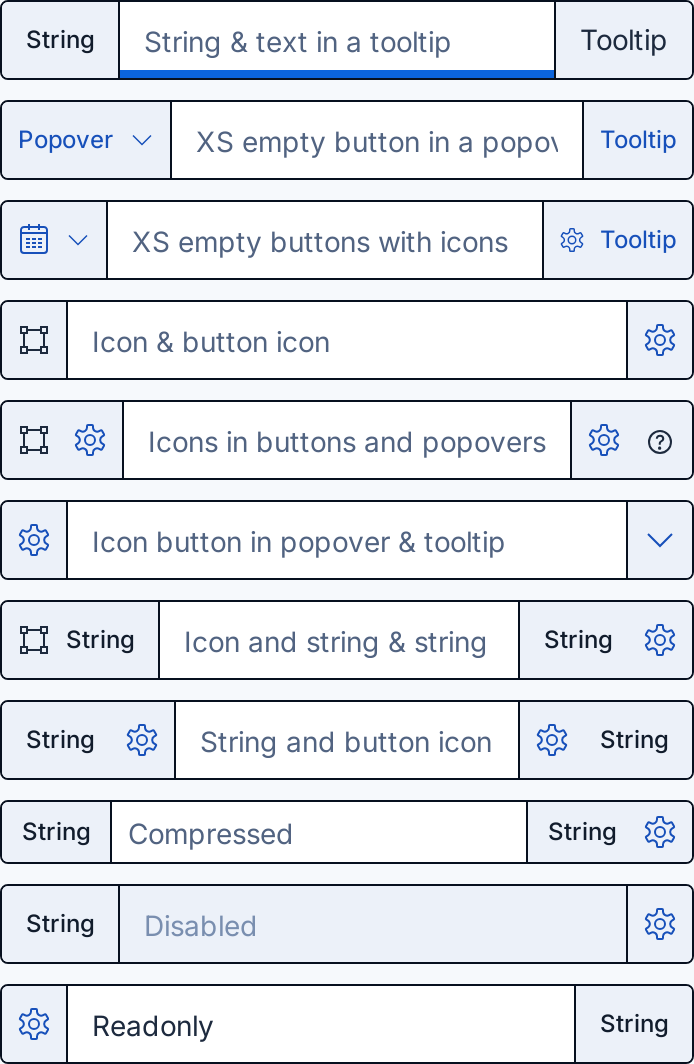 String String & text in a tooltip Tooltip
Popover XS empty button in a popov Tooltip
XS empty buttons with icons Tooltip
Icon & button icon
Icons in buttons and popovers
Icon button in popover & tooltip
String Icon and string & string String
String String and button icon String
String Compressed String
String Disabled
Readonly String